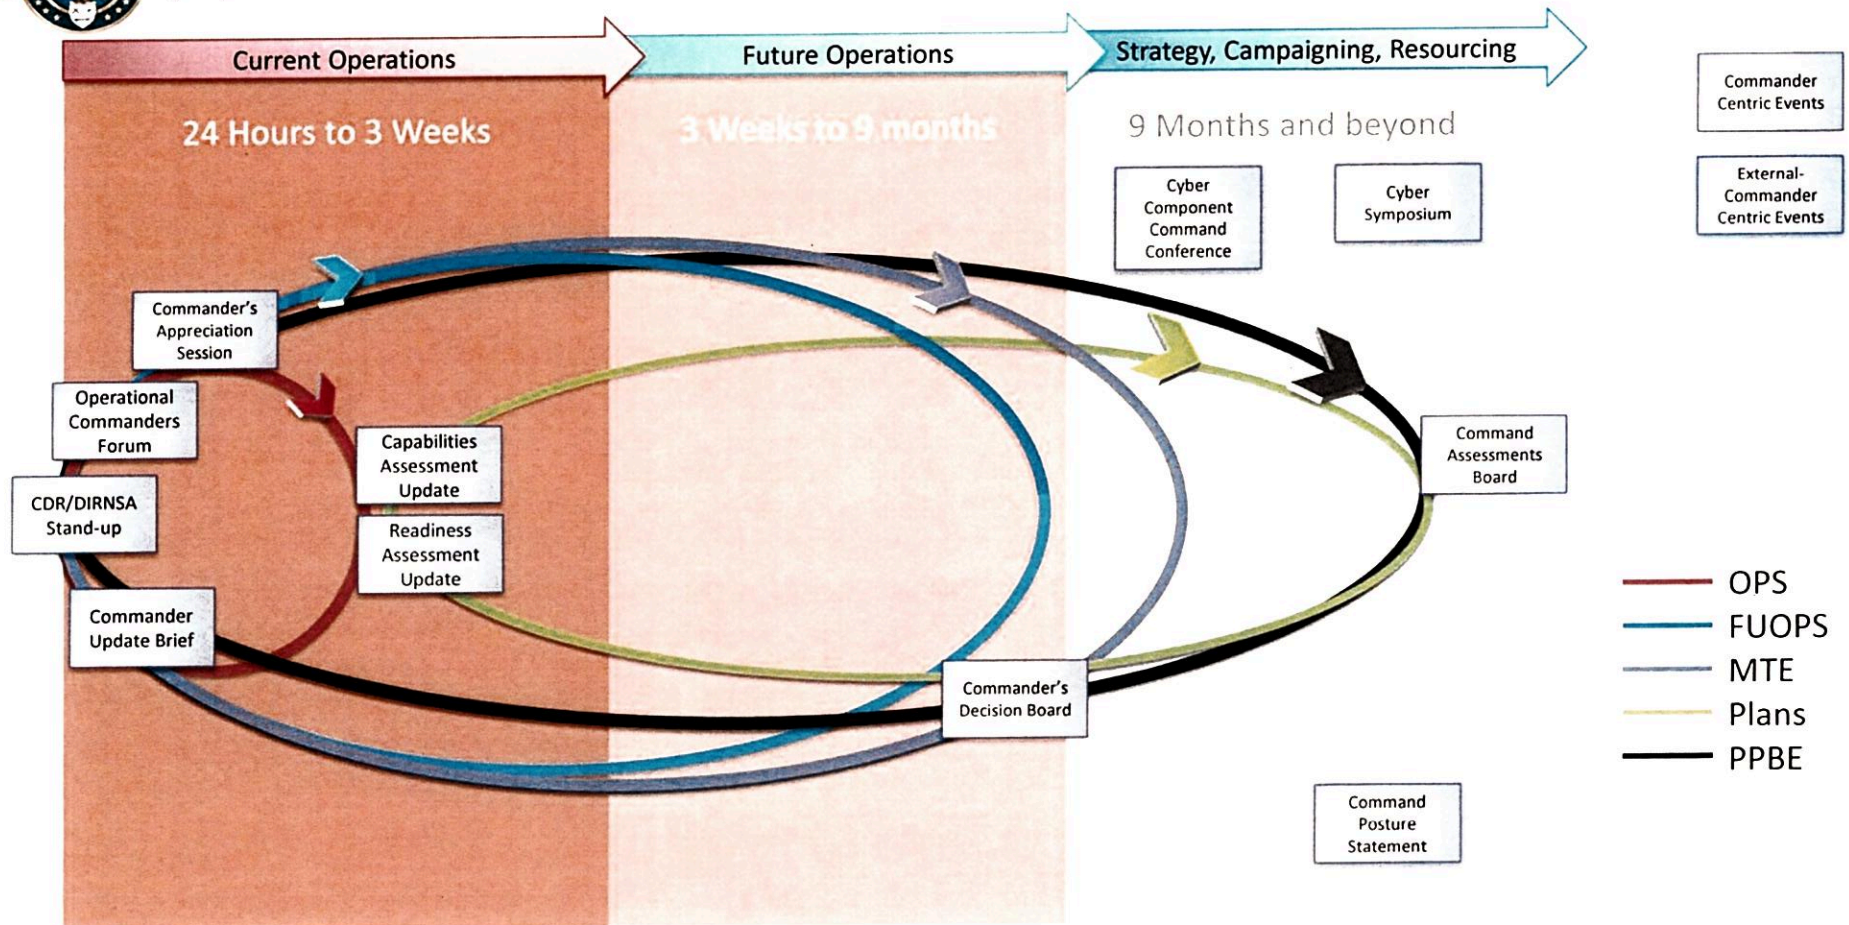 Current Operations
Future Operations
Strategy, Campaigning, Resourcing
24 Hours to 3 Weeks
3 Weeks to 9 months
9 Months and beyond
Commander
Centric Events
External-
Commander
Centric Events
Cyber
Component
Command
Conference
Cyber
Symposium
Commander's
Appreciation
Session
Operational
Commanders
Forum
CDR/DIRNSA
Stand-up
Commander
Update Brief
Capabilities
Assessment
Update
Readiness
Assessment
Update
Command
Assessments
Board
Commander's
Decision Board
Command
Posture
Statement
OPS
FUOPS
MTE
Plans
PPBE